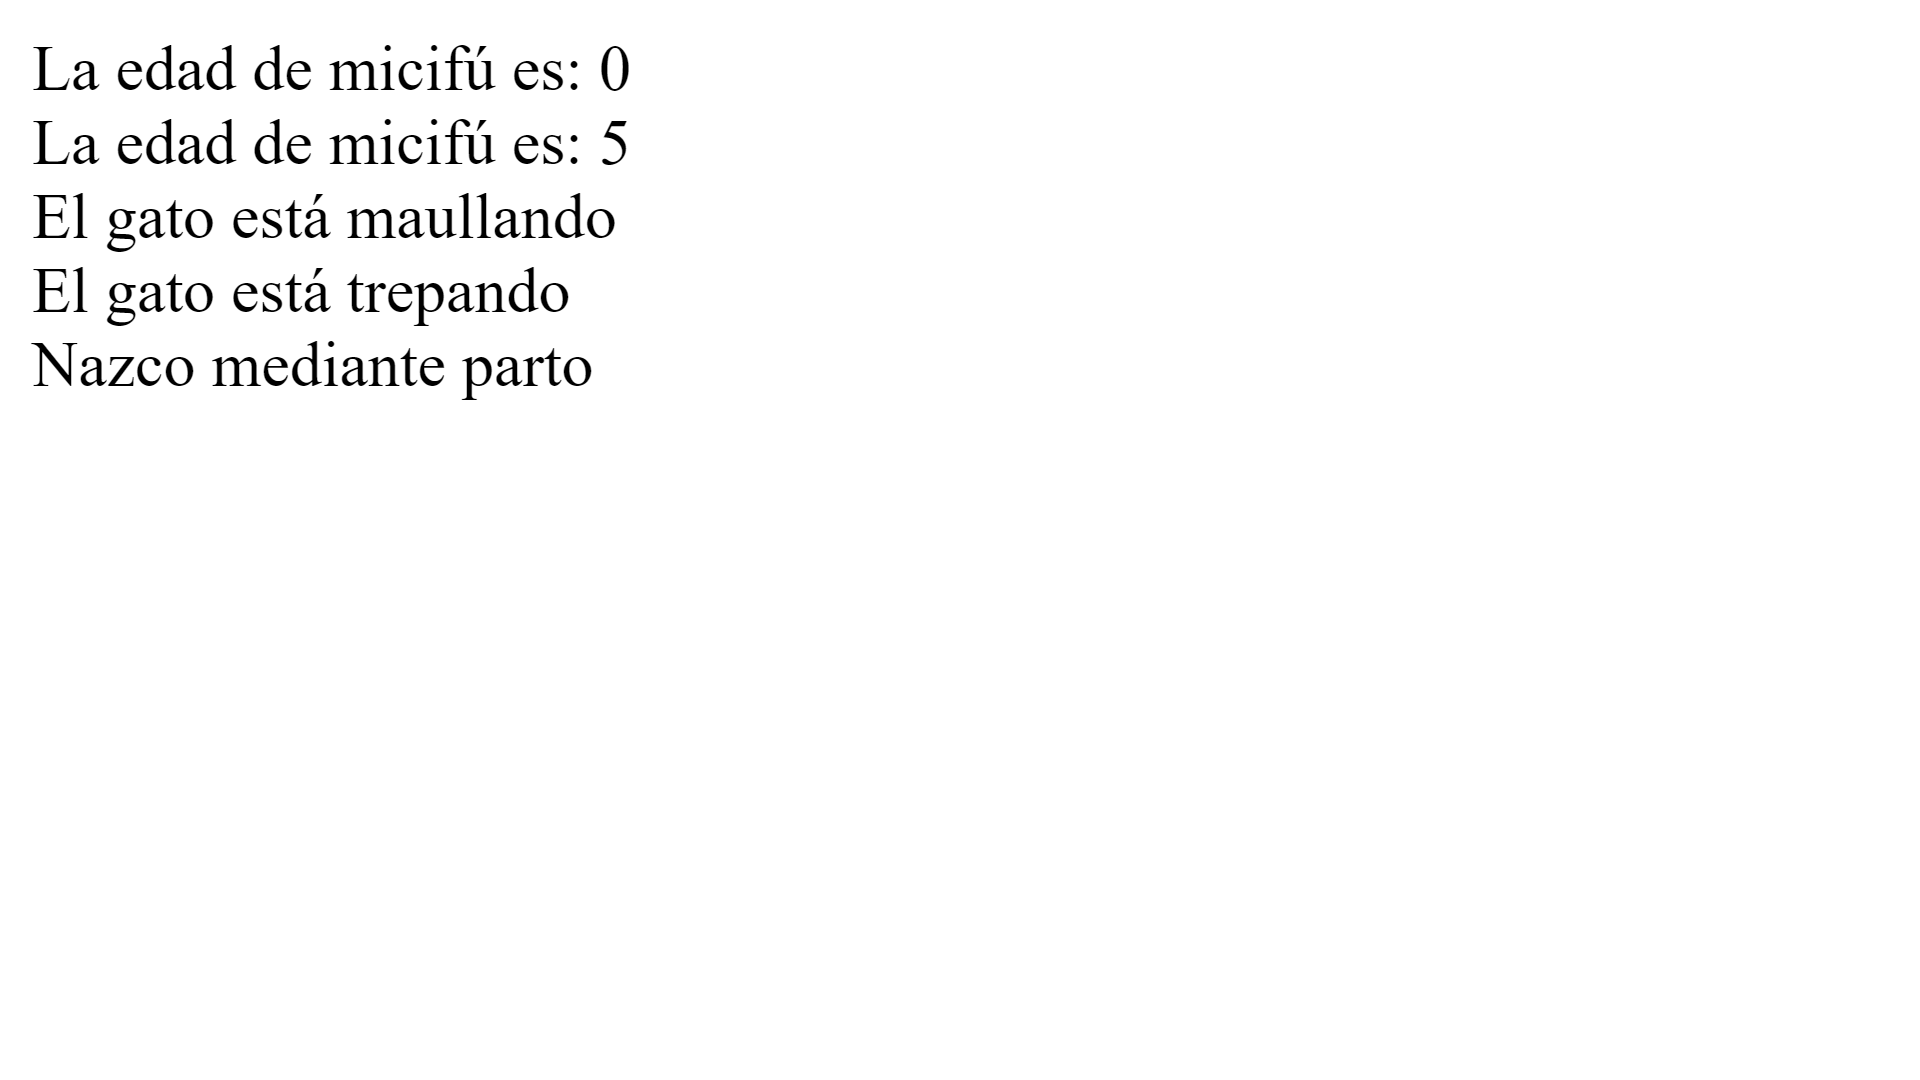 La edad de micifú es: 0
La edad de micifú es: 5
El gato está maullando
El gato está trepando
Nazco mediante parto